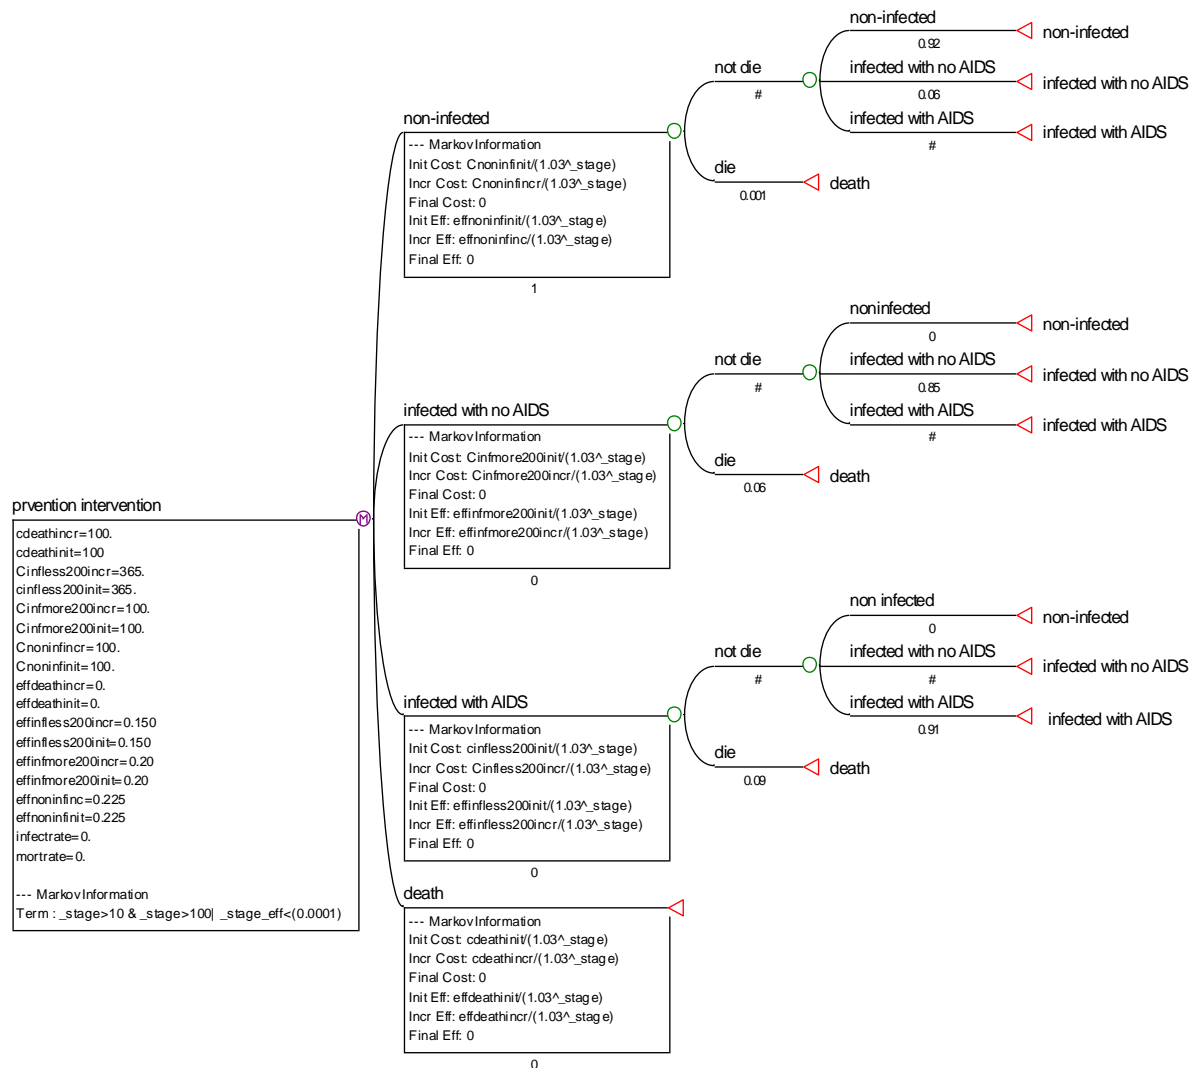 prvention intervention
cdeathincr=100.
cdeathinit=100
Cinfless200incr=365.
cinfless200init=365.
Cinfmore200incr=100.
Cinfmore200init=100.
Cnoninfincr=100.
Cnoninfinit=100.
effdeathincr=0.
effdeathinit=0.
effinfless200incr=0.150
effinfless200init=0.150
effinfmore200incr=0.20
effinfmore200init=0.20
effnoninfinc=0.225
effnoninfinit=0.225
infectrate=0.
mortrate=0.
--- Markov Information
Term : _stage>10 & _stage>100| _stage_eff<(0.0001)
M
non-infected
--- Markov Information
Init Cost: Cnoninfinit/(1.03^_stage)
Incr Cost: Cnoninfincr/(1.03^_stage)
Final Cost: 0
Init Eff: effnoninfinit/(1.03^_stage)
Incr Eff: effnoninfinc/(1.03^_stage)
Final Eff: 0
1
not die
#
non-infected
0.92
non-infected
infected with no AIDS
0.06
infected with no AIDS
infected with AIDS
#
infected with AIDS
die
0.001
death
infected with no AIDS
--- Markov Information
Init Cost: Cinfmore200init/(1.03^_stage)
Incr Cost: Cinfmore200incr/(1.03^_stage)
Final Cost: 0
Init Eff: effinfmore200init/(1.03^_stage)
Incr Eff: effinfmore200incr/(1.03^_stage)
Final Eff: 0
0
not die
#
noninfected
0
non-infected
infected with no AIDS
0.85
infected with no AIDS
infected with AIDS
#
infected with AIDS
die
0.06
death
infected with AIDS
--- Markov Information
Init Cost: cinfless200init/(1.03^_stage)
Incr Cost: Cinfless200incr/(1.03^_stage)
Final Cost: 0
Init Eff: effinfless200init/(1.03^_stage)
Incr Eff: effinfless200incr/(1.03^_stage)
Final Eff: 0
0
not die
#
non infected
0
non-infected
infected with no AIDS
#
infected with no AIDS
infected with AIDS
0.91
infected with AIDS
die
0.09
death
death
--- Markov Information
Init Cost: cdeathinit/(1.03^_stage)
Incr Cost: cdeathincr/(1.03^_stage)
Final Cost: 0
Init Eff: effdeathinit/(1.03^_stage)
Incr Eff: effdeathincr/(1.03^_stage)
Final Eff: 0
0